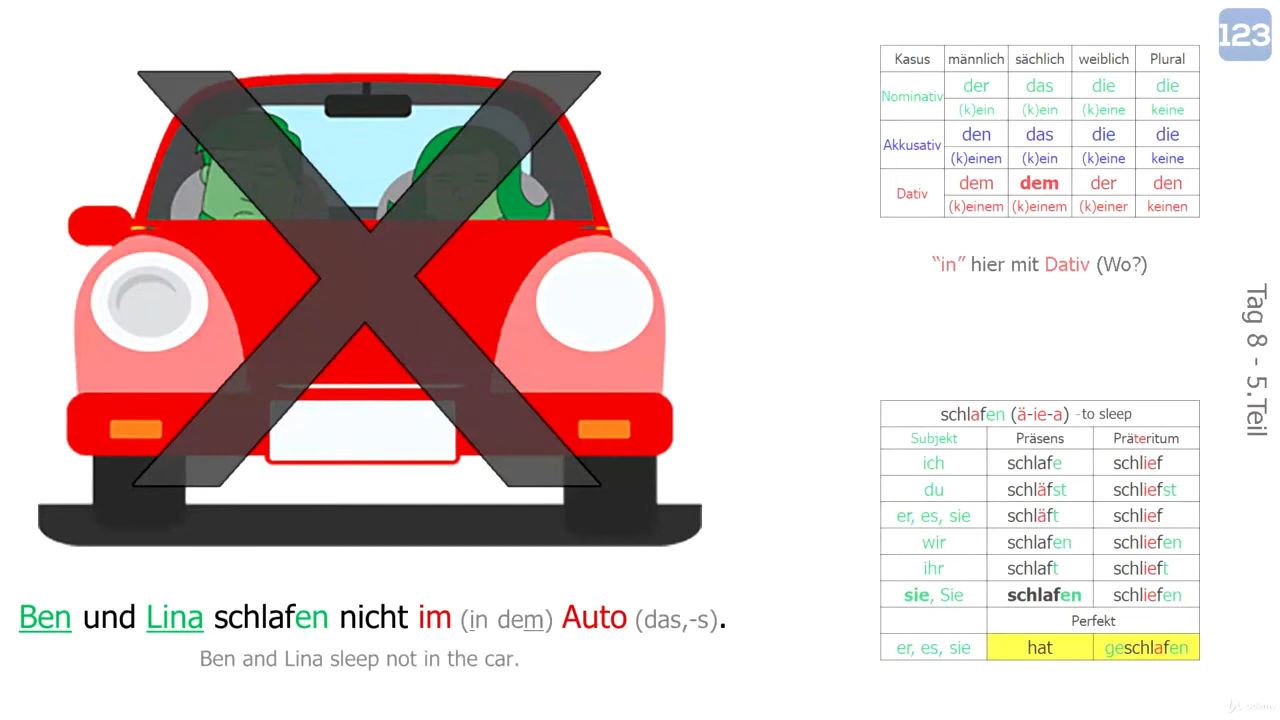 123
Kasus männlich sächlich weiblich Plural
Nominativ der das die die
(k)ein (k)ein (k)eine keine
Akkusativ den das die die
(k)einen (k)ein (k)eine keine
Dativ dem dem der den
(k)einem (k)einem (k)einer keinen
“in” hier mit Dativ (Wo?)
Tag 8 - 5.Teil
schlafen (ä-ie-a) -to sleep
Subjekt Präsens Präteritum
ich schlafe schlief
du schläfst schliefst
er, es, sie schläft schlief
wir schlafen schliefen
ihr schlaft schlieft
sie, Sie schlafen schliefen
Perfekt
er, es, sie hat geschlafen
Ben und Lina schlafen nicht im (in dem) Auto (das,-s).
Ben and Lina sleep not in the car.